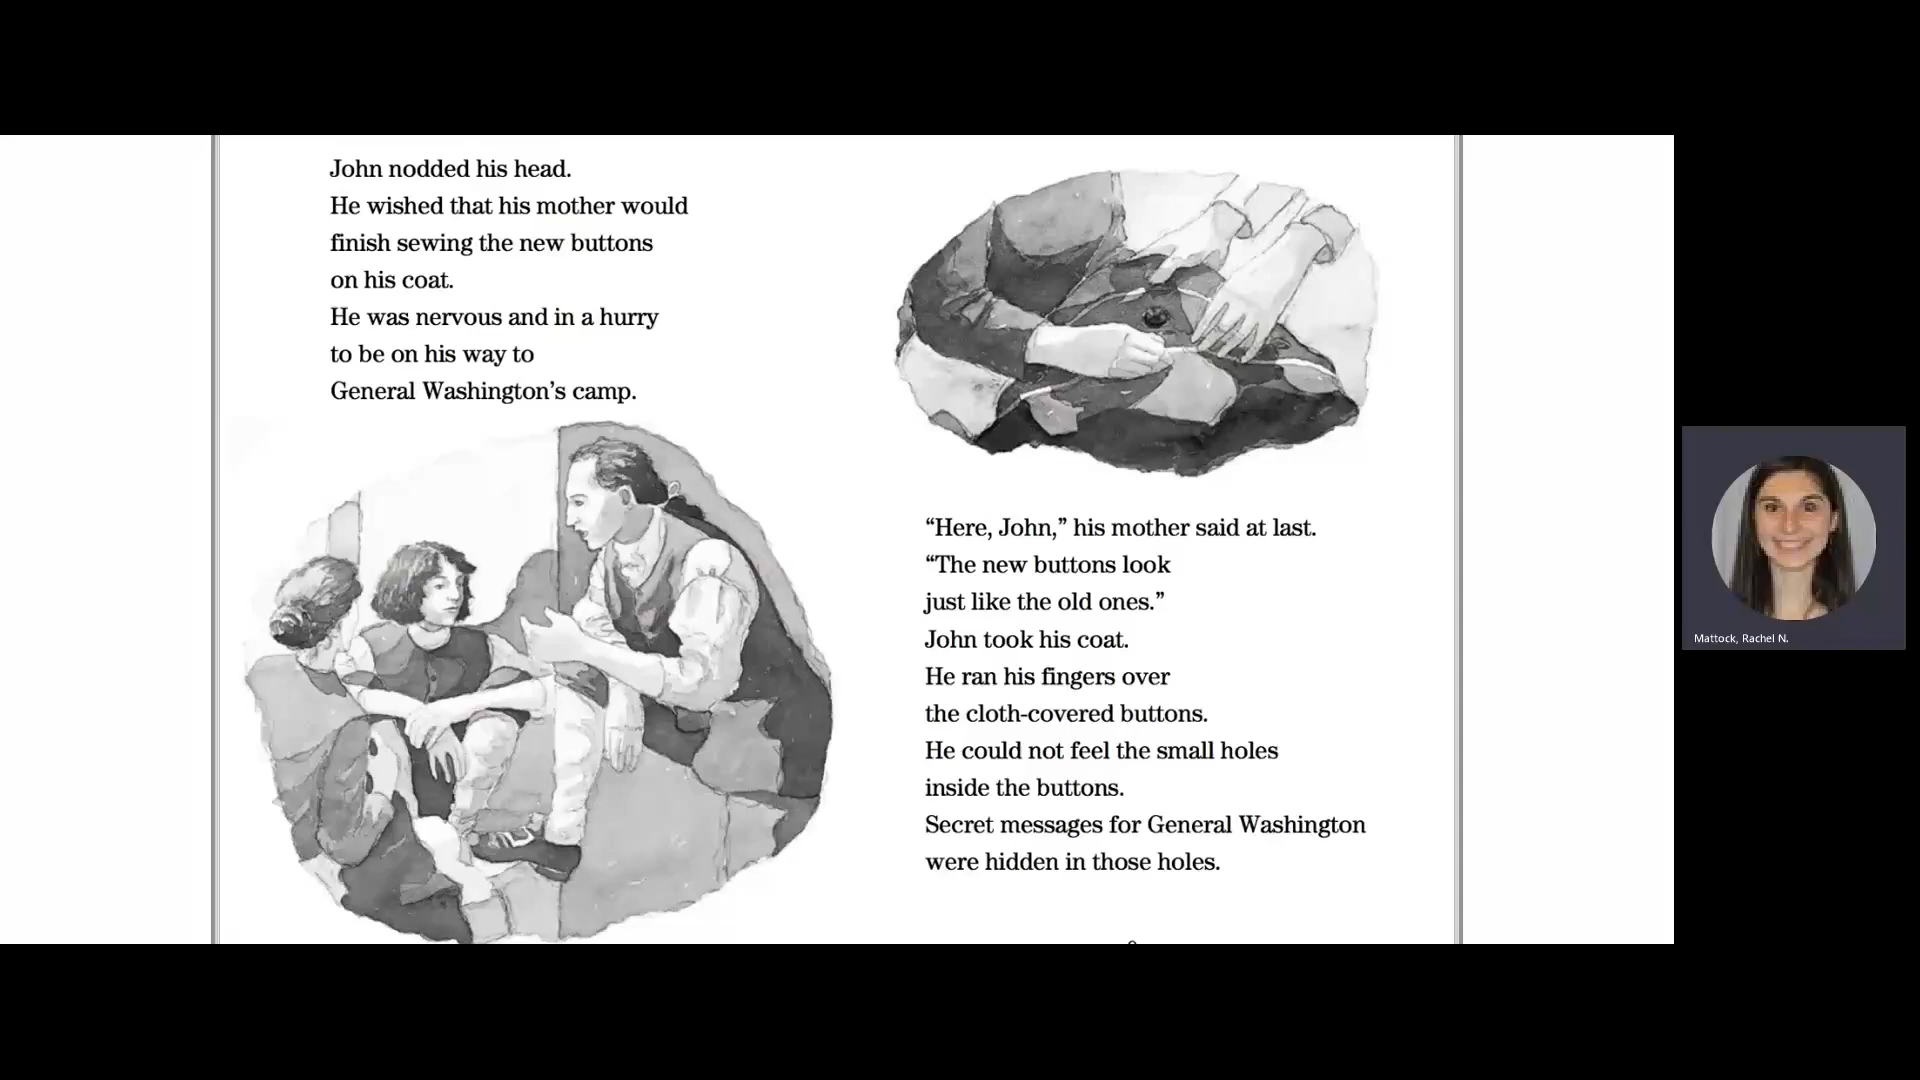 John nodded his head.
He wished that his mother would
finish sewing the new buttons
on his coat.
He was nervous and in a hurry
to be on his way to
General Washington’s camp.
“Here, John,” his mother said at last.
“The new buttons look
just like the old ones.”
John took his coat.
He ran his fingers over
the cloth-covered buttons.
He could not feel the small holes
inside the buttons.
Secret messages for General Washington
were hidden in those holes.
Mattock, Rachel N.